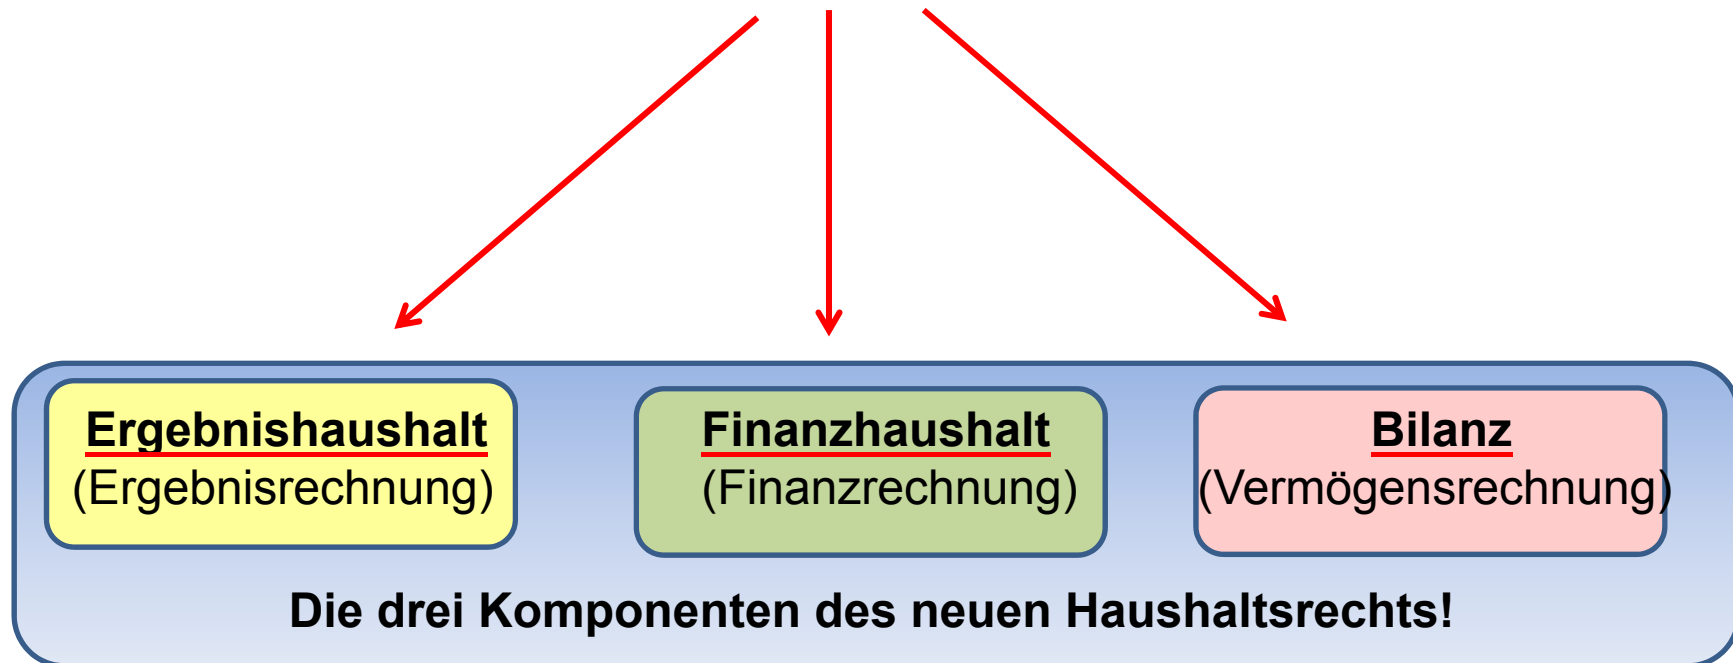 Ergebnishaushalt
(Ergebnisrechnung)
Finanzhaushalt
(Finanzrechnung)
Bilanz
(Vermögensrechnung)
Die drei Komponenten des neuen Haushaltsrechts!